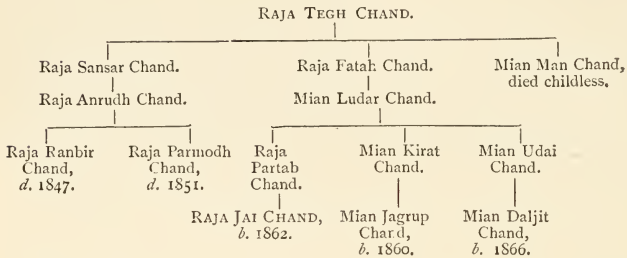 RAJA TEGH CHAND.
Raja Sansar Chand. Raja Fatah Chand. Mian Man Chand,
died childless.
Raja Anrudh Chand. Mian Ludar Chand.
Raja Ranbir Raja Parmodh Raja Mian Kirat Mian Udai
Chand, Chand, Partab Chand. Chand.
d. 1847. d. 1851. Chand.
RAJA JAI CHAND, Mian Jagrup Mian Daljit
b. 1862. Chand, Chand,
b. 1860. b. 1866.